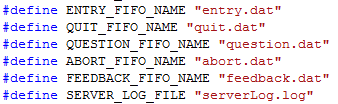 #define ENTRY_FIFO_NAME "entry.dat"
#define QUIT_FIFO_NAME "quit.dat"
#define QUESTION_FIFO_NAME "question.dat"
#define ABORT_FIFO_NAME "abort.dat"
#define FEEDBACK_FIFO_NAME "feedback.dat"
#define SERVER_LOG_FILE "serverLog.log"